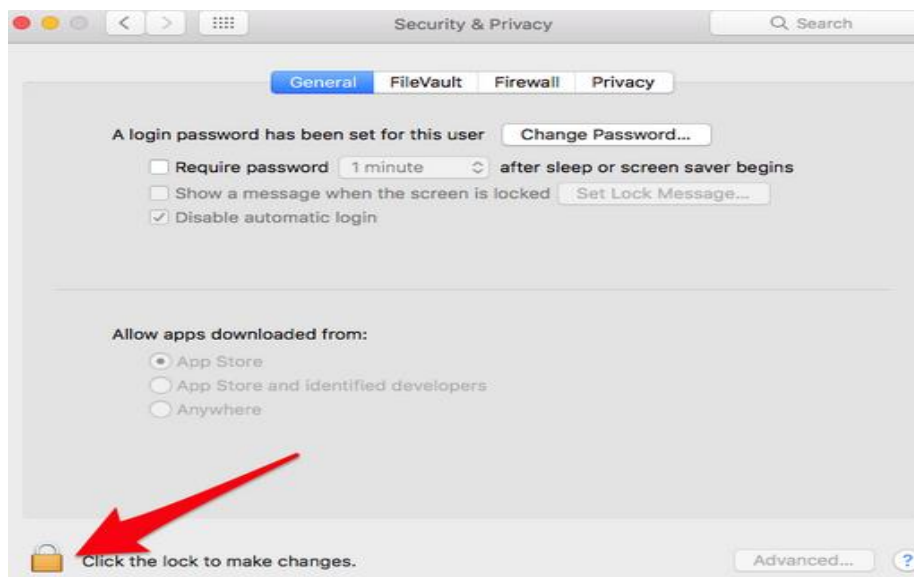 Security & Privacy
Search
General FileVault Firewall Privacy
A login password has been set for this user Change Password...
Require password 1 minute after sleep or screen saver begins
Show a message when the screen is locked Set Lock Message...
Disable automatic login
Allow apps downloaded from:
App Store
App Store and identified developers
Anywhere
Click the lock to make changes.
Advanced...
?